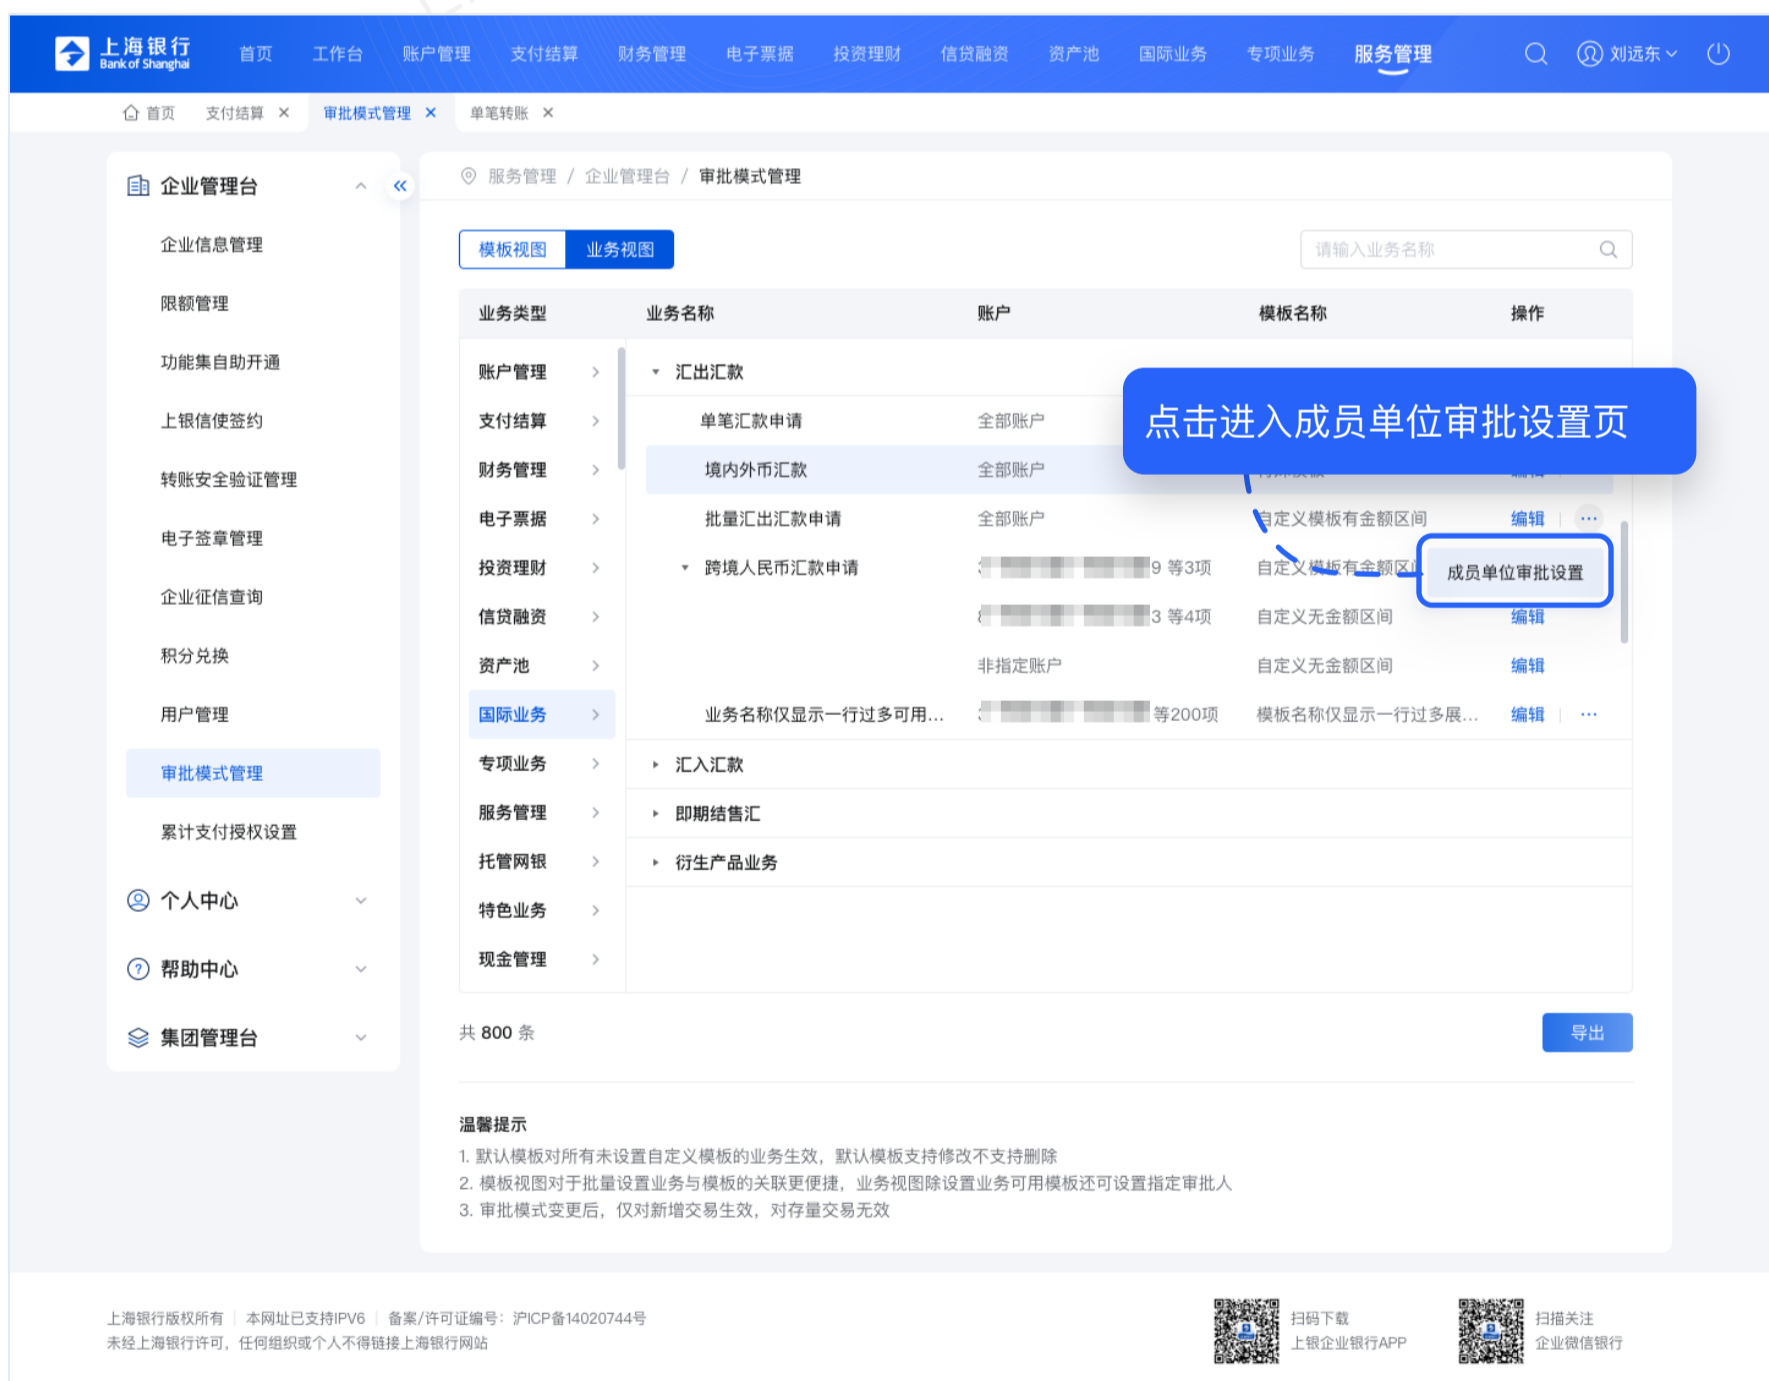 上海银行
Bank of Shanghai
首页 工作台 账户管理 支付结算 财务管理 电子票据 投资理财 信贷融资 资产池 国际业务 专项业务 服务管理 刘远东
首页 支付结算 审批模式管理 单笔转账
企业管理台
企业信息管理
限额管理
功能集自助开通
上银信使签约
转账安全验证管理
电子签章管理
企业征信查询
积分兑换
用户管理
审批模式管理
累计支付授权设置
个人中心
帮助中心
集团管理台
服务管理 / 企业管理台 / 审批模式管理
模板视图 业务视图 请输入业务名称
业务类型 业务名称 账户 模板名称 操作
账户管理
支付结算
财务管理
电子票据
投资理财
信贷融资
资产池
国际业务
专项业务
服务管理
托管网银
特色业务
现金管理
汇出汇款
单笔汇款申请 全部账户
点击进入成员单位审批设置页
境内外币汇款 全部账户
批量汇出汇款申请 全部账户 自定义模板有金额区间 编辑 ...
跨境人民币汇款申请 9 等3项 自定义模板有金额区
成员单位审批设置
3 等4项 自定义无金额区间 编辑
非指定账户 自定义无金额区间 编辑
业务名称仅显示一行过多可用... 等200项 模板名称仅显示一行过多展... 编辑 ...
汇入汇款
即期结售汇
衍生产品业务
共 800 条 导出
温馨提示
1. 默认模板对所有未设置自定义模板的业务生效，默认模板支持修改不支持删除
2. 模板视图对于批量设置业务与模板的关联更便捷，业务视图除设置业务可用模板还可设置指定审批人
3. 审批模式变更后，仅对新增交易生效，对存量交易无效
上海银行版权所有 | 本网址已支持IPV6 | 备案/许可证编号：沪ICP备14020744号
未经上海银行许可，任何组织或个人不得链接上海银行网站
扫码下载
上银企业银行APP
扫描关注
企业微信银行